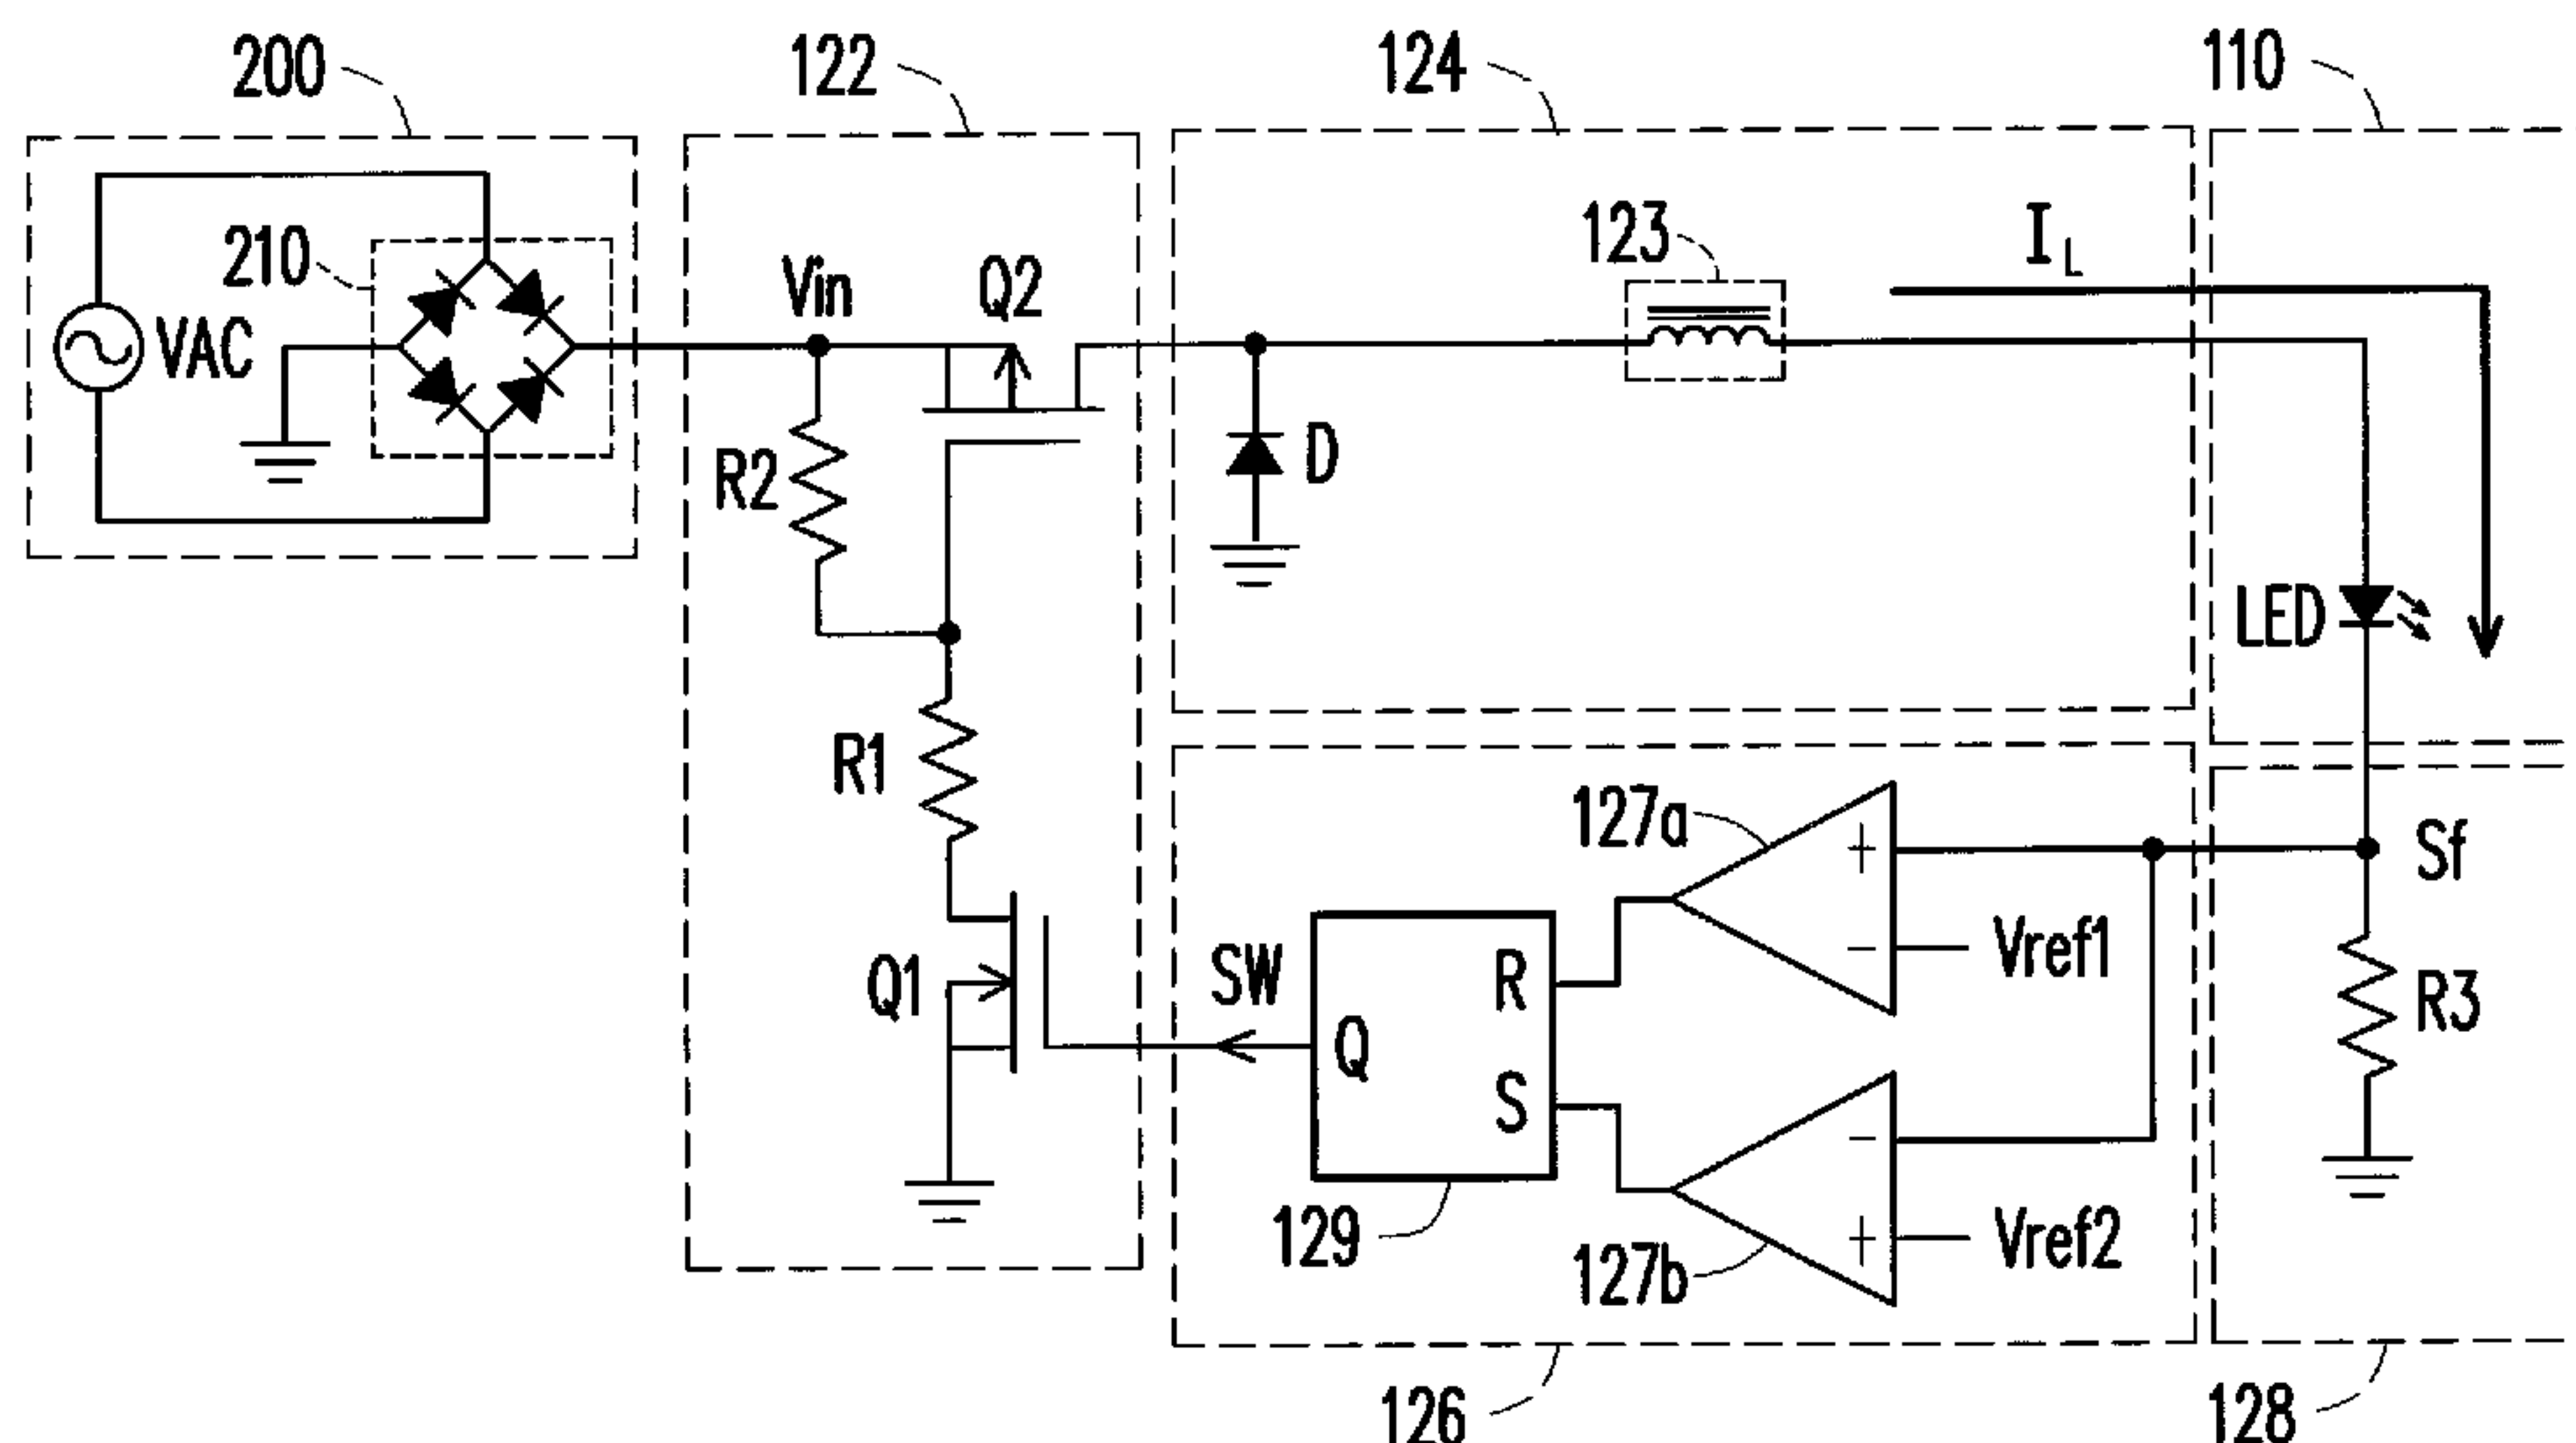 200
122
124
110
210
VAC
Vin
Q2
123
I L
R2
D
LED
R1
127a
+
−
Sf
Vref1
Q1
SW
R
Q
S
R3
129
127b
−
+
Vref2
126
128